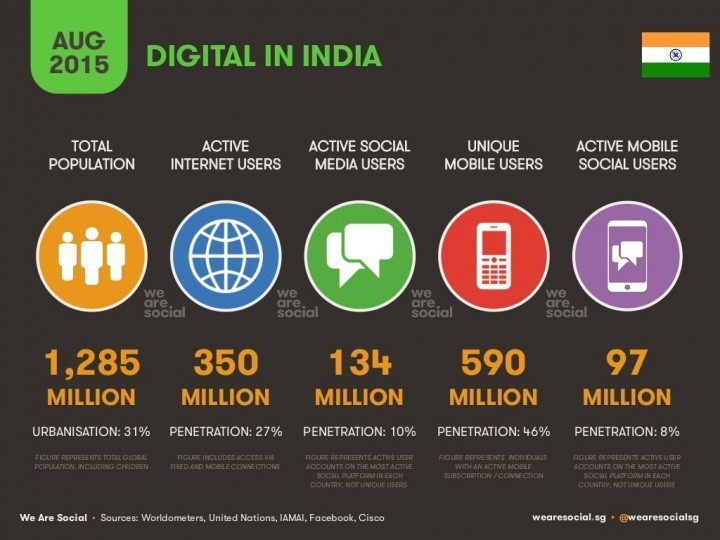 AUG
2015
DIGITAL IN INDIA
TOTAL
POPULATION
ACTIVE
INTERNET USERS
ACTIVE SOCIAL
MEDIA USERS
UNIQUE
MOBILE USERS
ACTIVE MOBILE
SOCIAL USERS
we
are
social
we
are
social
we
are
social
we
are
social
1,285
MILLION
350
MILLION
134
MILLION
590
MILLION
97
MILLION
URBANISATION: 31%
PENETRATION: 27%
PENETRATION: 10%
PENETRATION: 46%
PENETRATION: 8%
FIGURE REPRESENTS TOTAL GLOBAL
POPULATION, INCLUDING CHILDREN
FIGURE INCLUDES ACCESS VIA
FIXED AND MOBILE CONNECTIONS
FIGURE REPRESENTS ACTIVE USER
ACCOUNTS ON THE MOST ACTIVE
SOCIAL PLATFORM IN EACH
COUNTRY, NOT UNIQUE USERS
FIGURE REPRESENTS INDIVIDUALS
WITH AN ACTIVE MOBILE
SUBSCRIPTION / CONNECTION
FIGURE REPRESENTS ACTIVE USER
ACCOUNTS ON THE MOST ACTIVE
SOCIAL PLATFORM IN EACH
COUNTRY, NOT UNIQUE USERS
We Are Social • Sources: Worldometers, United Nations, IAMAI, Facebook, Cisco
wearesocial.sg • @wearesocialsg